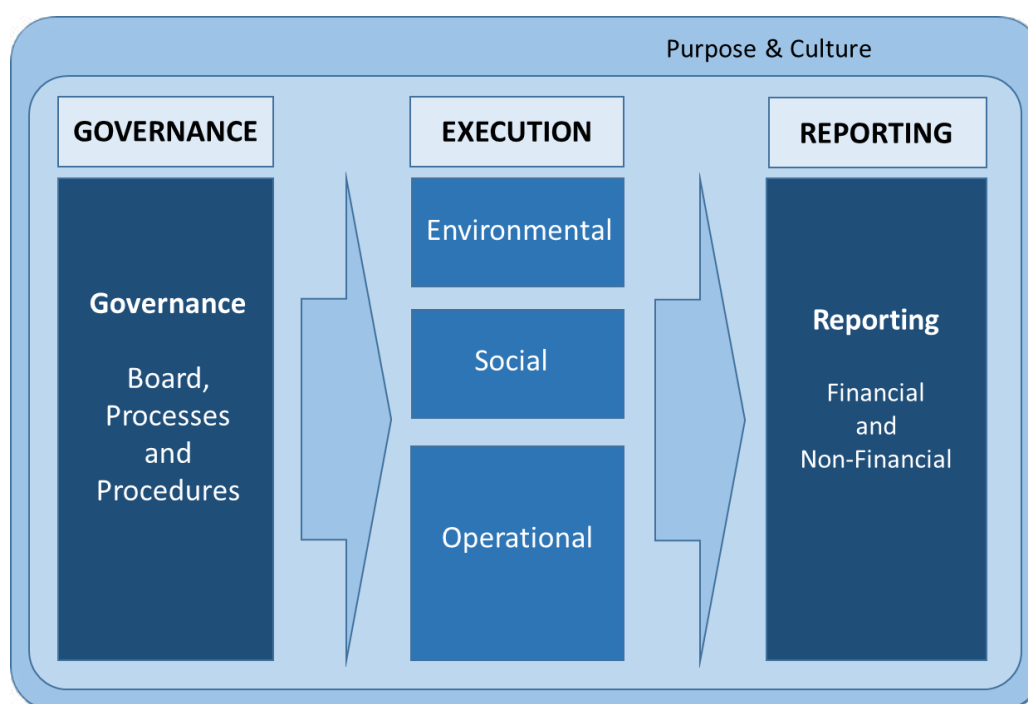 Purpose & Culture
GOVERNANCE
Governance
Board,
Processes
and
Procedures
EXECUTION
Environmental
Social
Operational
REPORTING
Reporting
Financial
and
Non-Financial